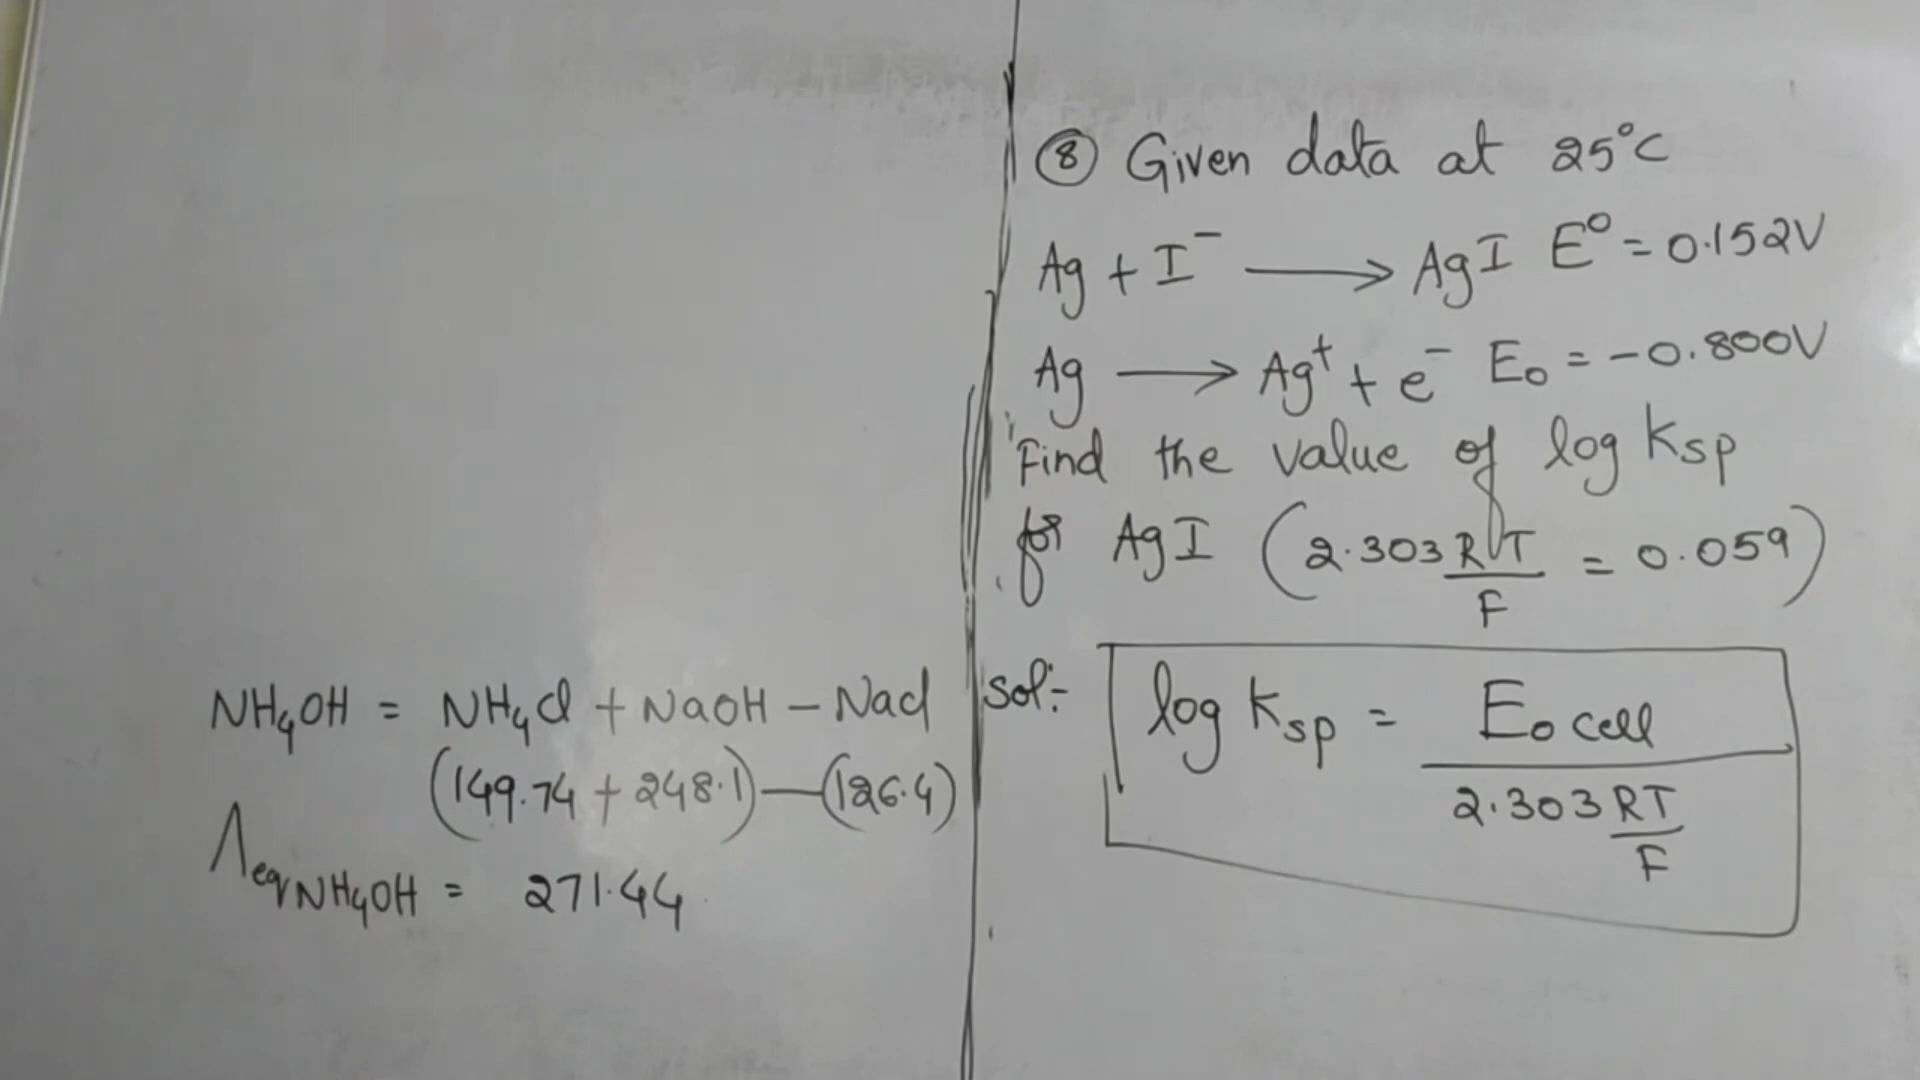 NH₄OH = NH₄Cl + NaOH – Nacl
(149.74 + 248.1) — (126.4)
Λeq NH₄OH = 271.44
⑧ Given data at 25°C
Ag + I⁻ ⟶ AgI E⁰ = 0.152V
Ag ⟶ Ag⁺ + e⁻ E₀ = -0.800V
Find the value of log Ksp
for AgI (2.303 RT/F = 0.059)
Sol:- log Ksp = E₀ cell / 2.303 RT/F